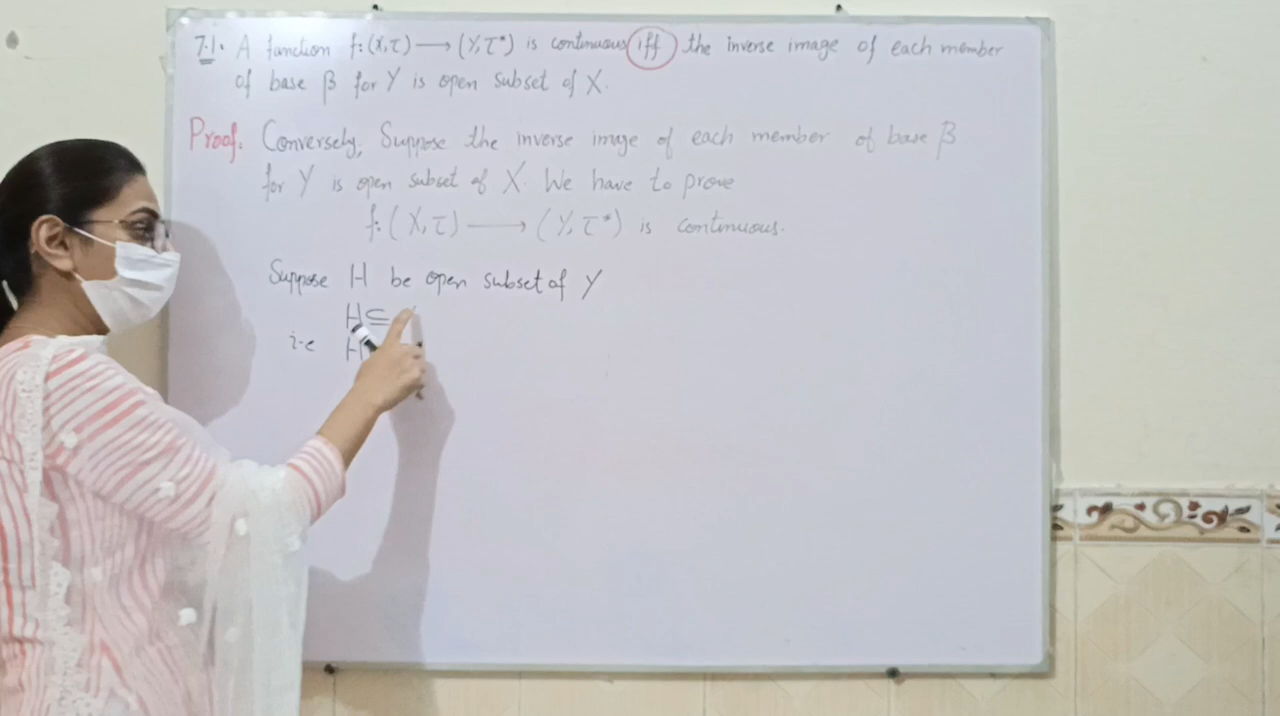 7.1. A function f: (X,τ) → (Y,τ*) is continuous iff the inverse image of each member
of base β for Y is open subset of X.
Proof. Conversely, Suppose the inverse image of each member of base β
for Y is open subset of X. We have to prove
f: (X,τ) → (Y,τ*) is continuous.
Suppose H be open subset of Y
H ⊆
i-e H